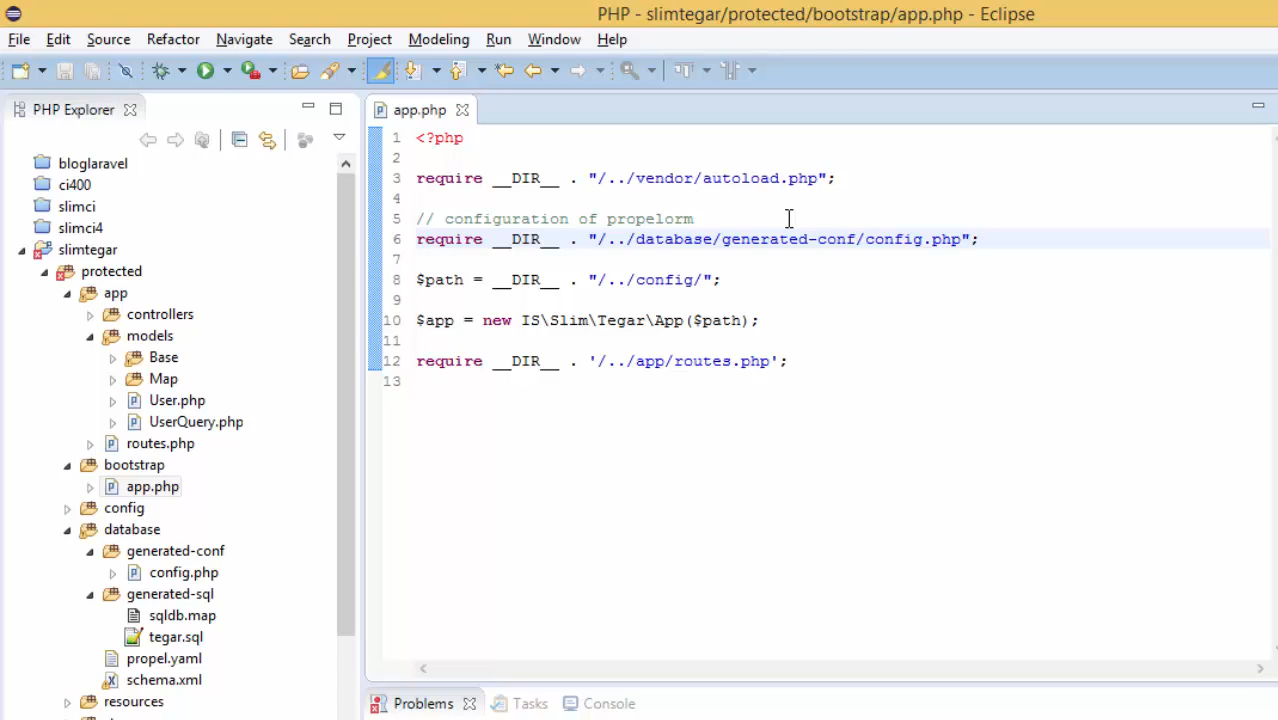 PHP - slimtegar/protected/bootstrap/app.php - Eclipse
File Edit Source Refactor Navigate Search Project Modeling Run Window Help
PHP Explorer
app.php
bloglaravel
ci400
slimci
slimci4
slimtegar
protected
app
controllers
models
Base
Map
User.php
UserQuery.php
routes.php
bootstrap
app.php
config
database
generated-conf
config.php
generated-sql
sqldb.map
tegar.sql
propel.yaml
schema.xml
resources
1 <?php
2
3 require __DIR__ . "/../vendor/autoload.php";
4
5 // configuration of propelorm
6 require __DIR__ . "/../database/generated-conf/config.php";
7
8 $path = __DIR__ . "/../config/";
9
10 $app = new IS\Slim\Tegar\App($path);
11
12 require __DIR__ . '/../app/routes.php';
13
Problems Tasks Console